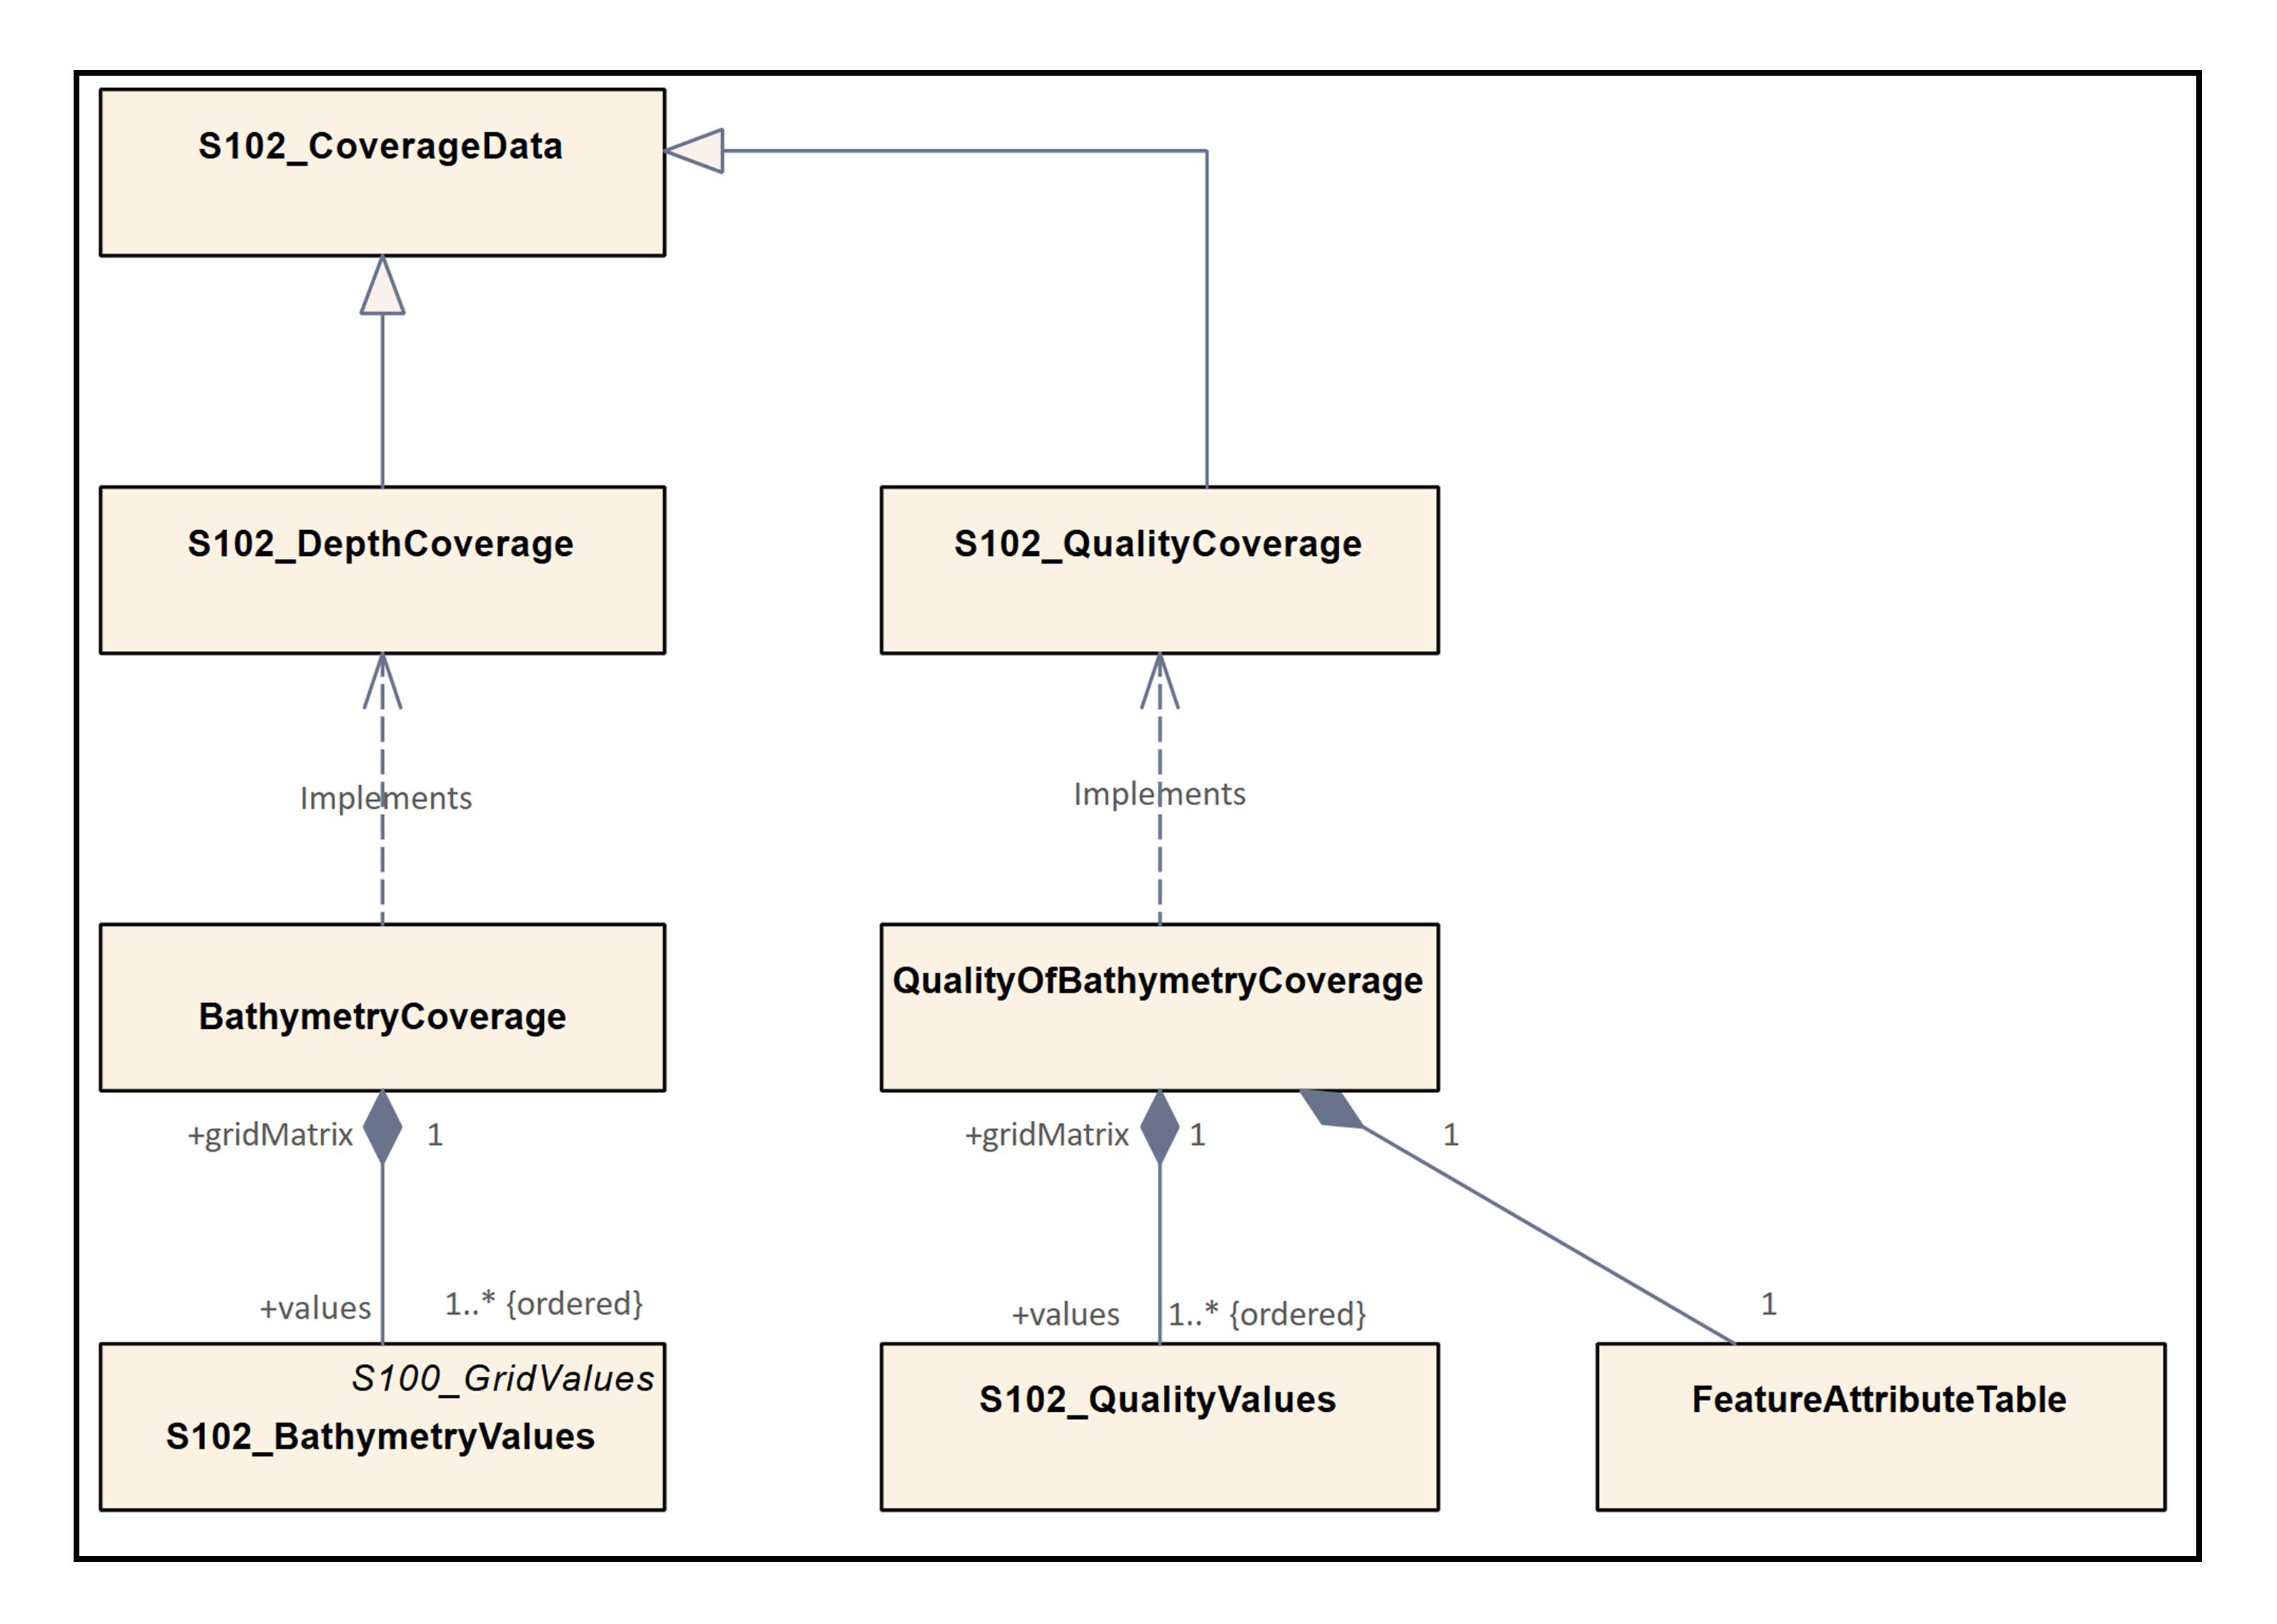 S102_CoverageData
S102_DepthCoverage
S102_QualityCoverage
Implements
Implements
BathymetryCoverage
QualityOfBathymetryCoverage
+gridMatrix 1
+gridMatrix 1
1
+values 1..* {ordered}
+values 1..* {ordered}
1
S100_GridValues
S102_BathymetryValues
S102_QualityValues
FeatureAttributeTable